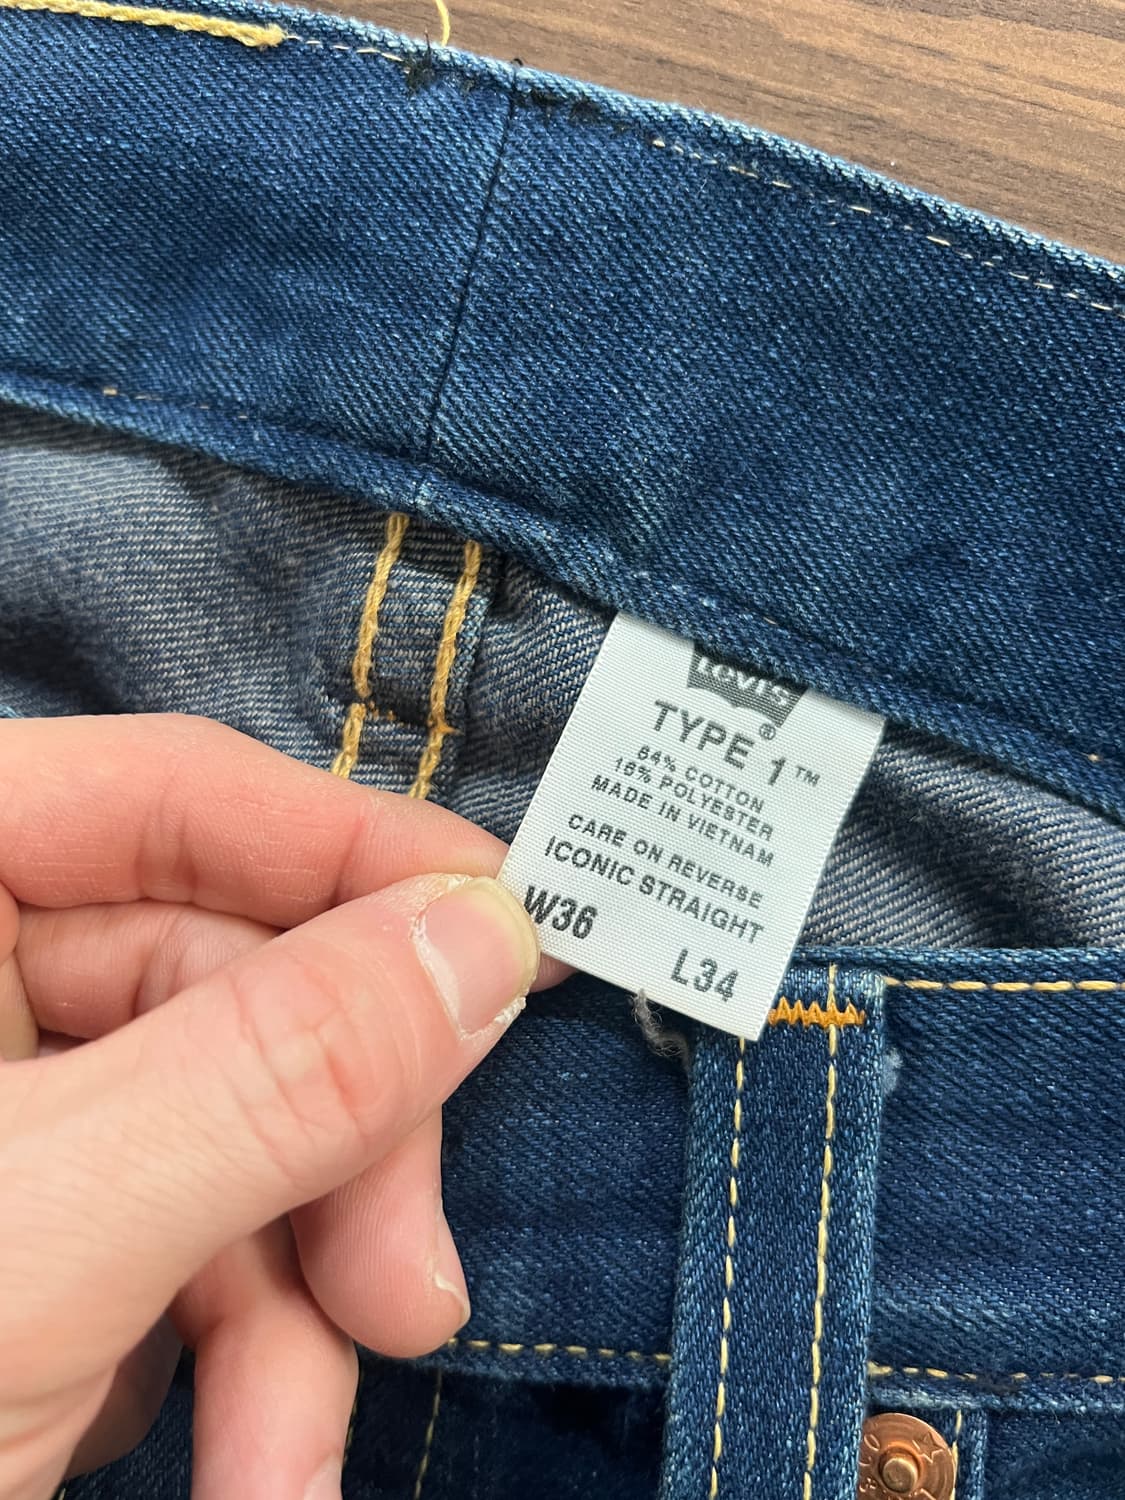 Levi's
®
TYPE 1™
84% COTTON
16% POLYESTER
MADE IN VIETNAM
CARE ON REVERSE
ICONIC STRAIGHT
W36 L34